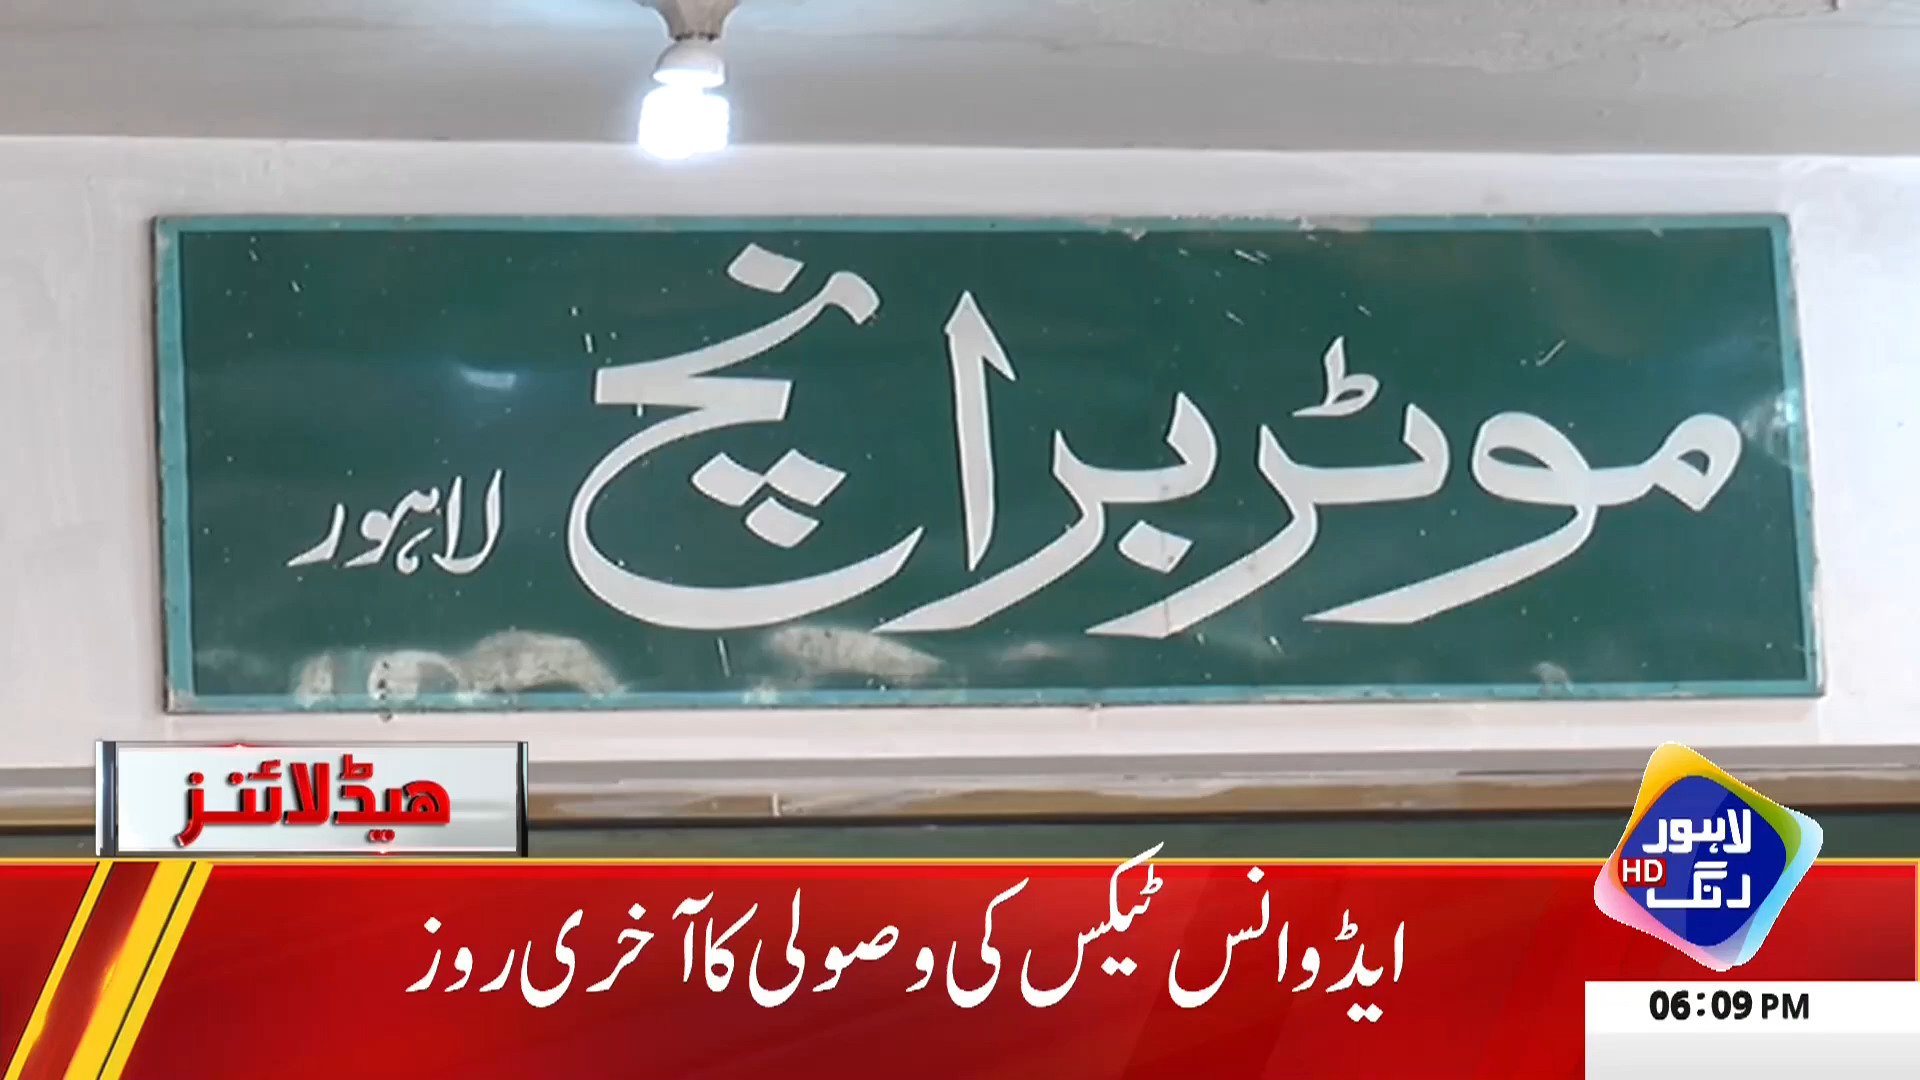 موٹر برانچ لاہور
ہیڈلائنز
لاہور
HD رنگ
ایڈوانس ٹیکس کی وصولی کا آخری روز
06:09 PM